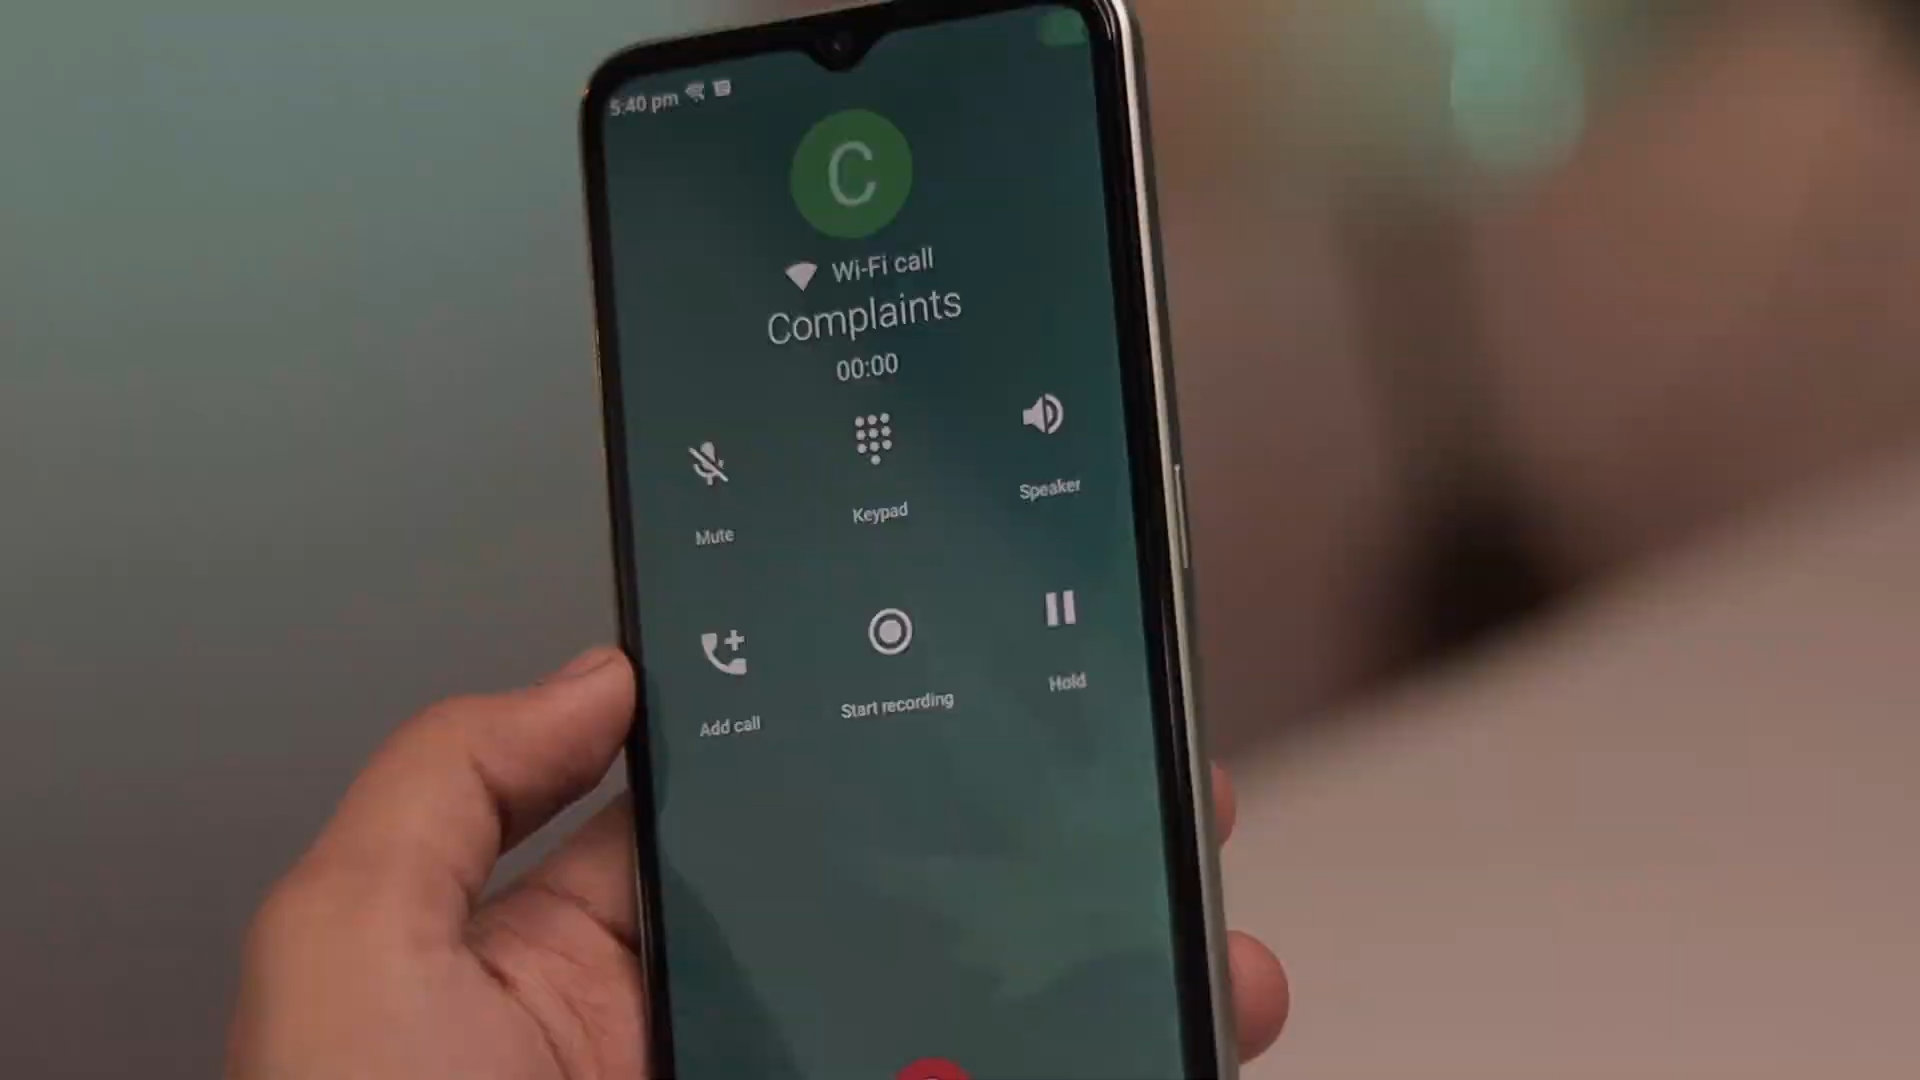 5:40 pm
C
Wi-Fi call
Complaints
00:00
Mute
Keypad
Speaker
Add call
Start recording
Hold